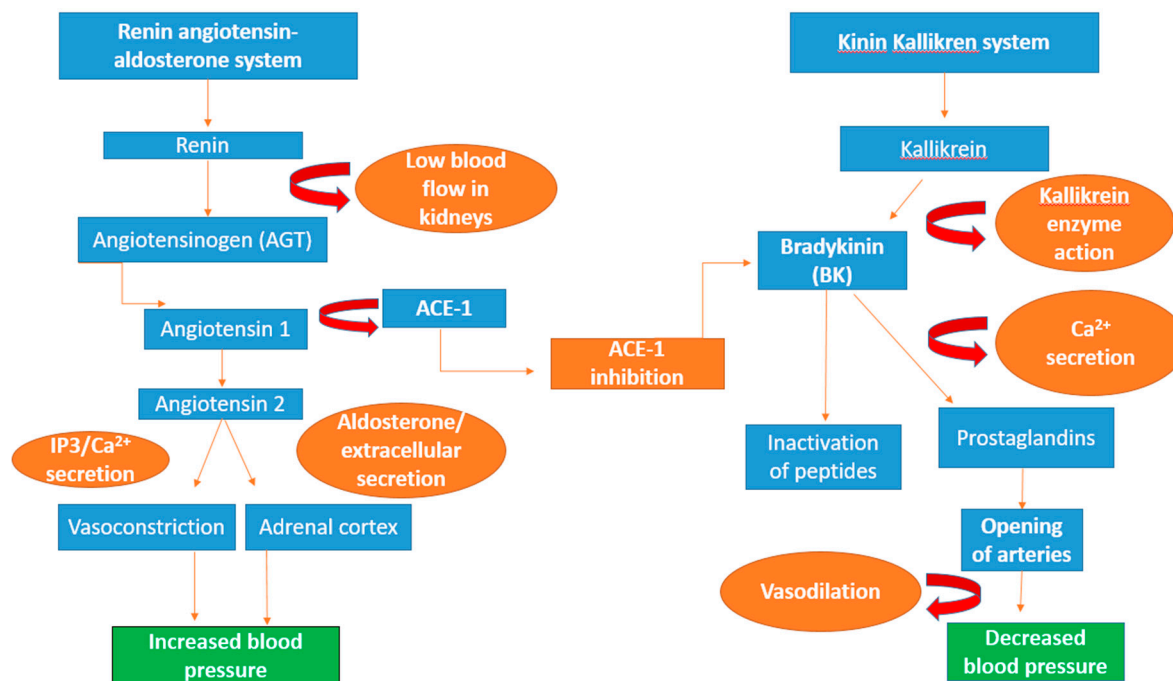 Renin angiotensin-
aldosterone system
Renin
Low blood
flow in
kidneys
Angiotensinogen (AGT)
Angiotensin 1
ACE-1
ACE-1
inhibition
Angiotensin 2
IP3/Ca²⁺
secretion
Aldosterone/
extracellular
secretion
Vasoconstriction
Adrenal cortex
Increased blood
pressure
Kinin Kallikren system
Kallikrein
Kallikrein
enzyme
action
Bradykinin
(BK)
Ca²⁺
secretion
Inactivation
of peptides
Prostaglandins
Opening
of arteries
Vasodilation
Decreased
blood pressure